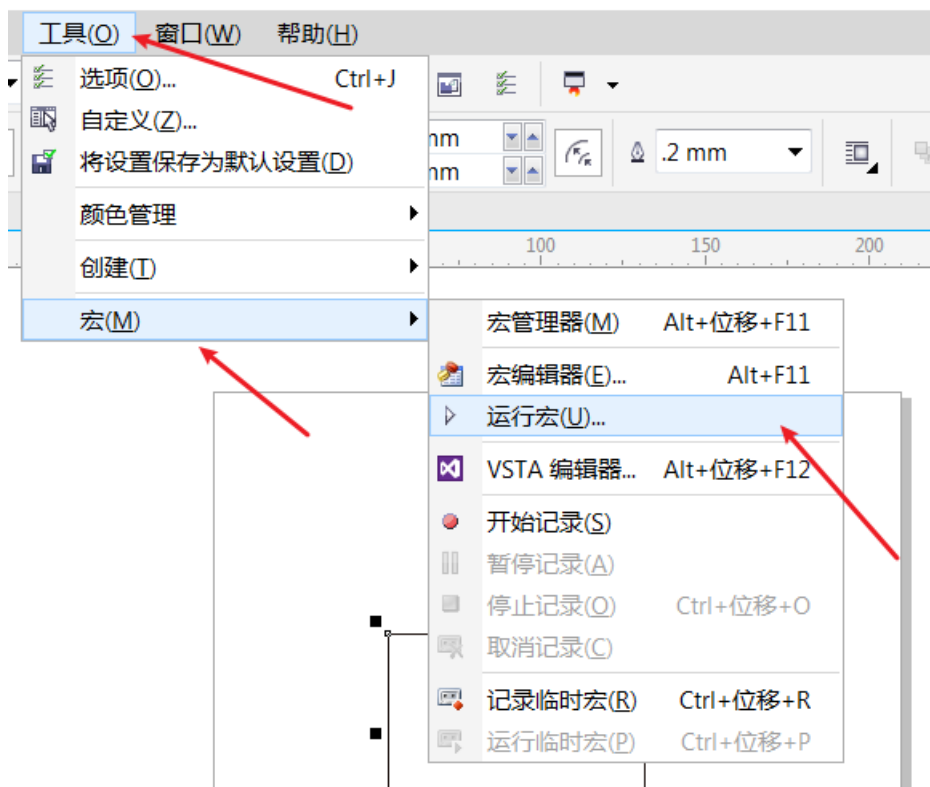 工具(O) 窗口(W) 帮助(H)
选项(O)... Ctrl+J
自定义(Z)...
将设置保存为默认设置(D)
mm
.2 mm
mm
颜色管理
创建(T)
100 150 200
宏(M)
宏管理器(M) Alt+位移+F11
宏编辑器(E)... Alt+F11
运行宏(U)...
VSTA 编辑器... Alt+位移+F12
开始记录(S)
暂停记录(A)
停止记录(O) Ctrl+位移+O
取消记录(C)
记录临时宏(R) Ctrl+位移+R
运行临时宏(P) Ctrl+位移+P